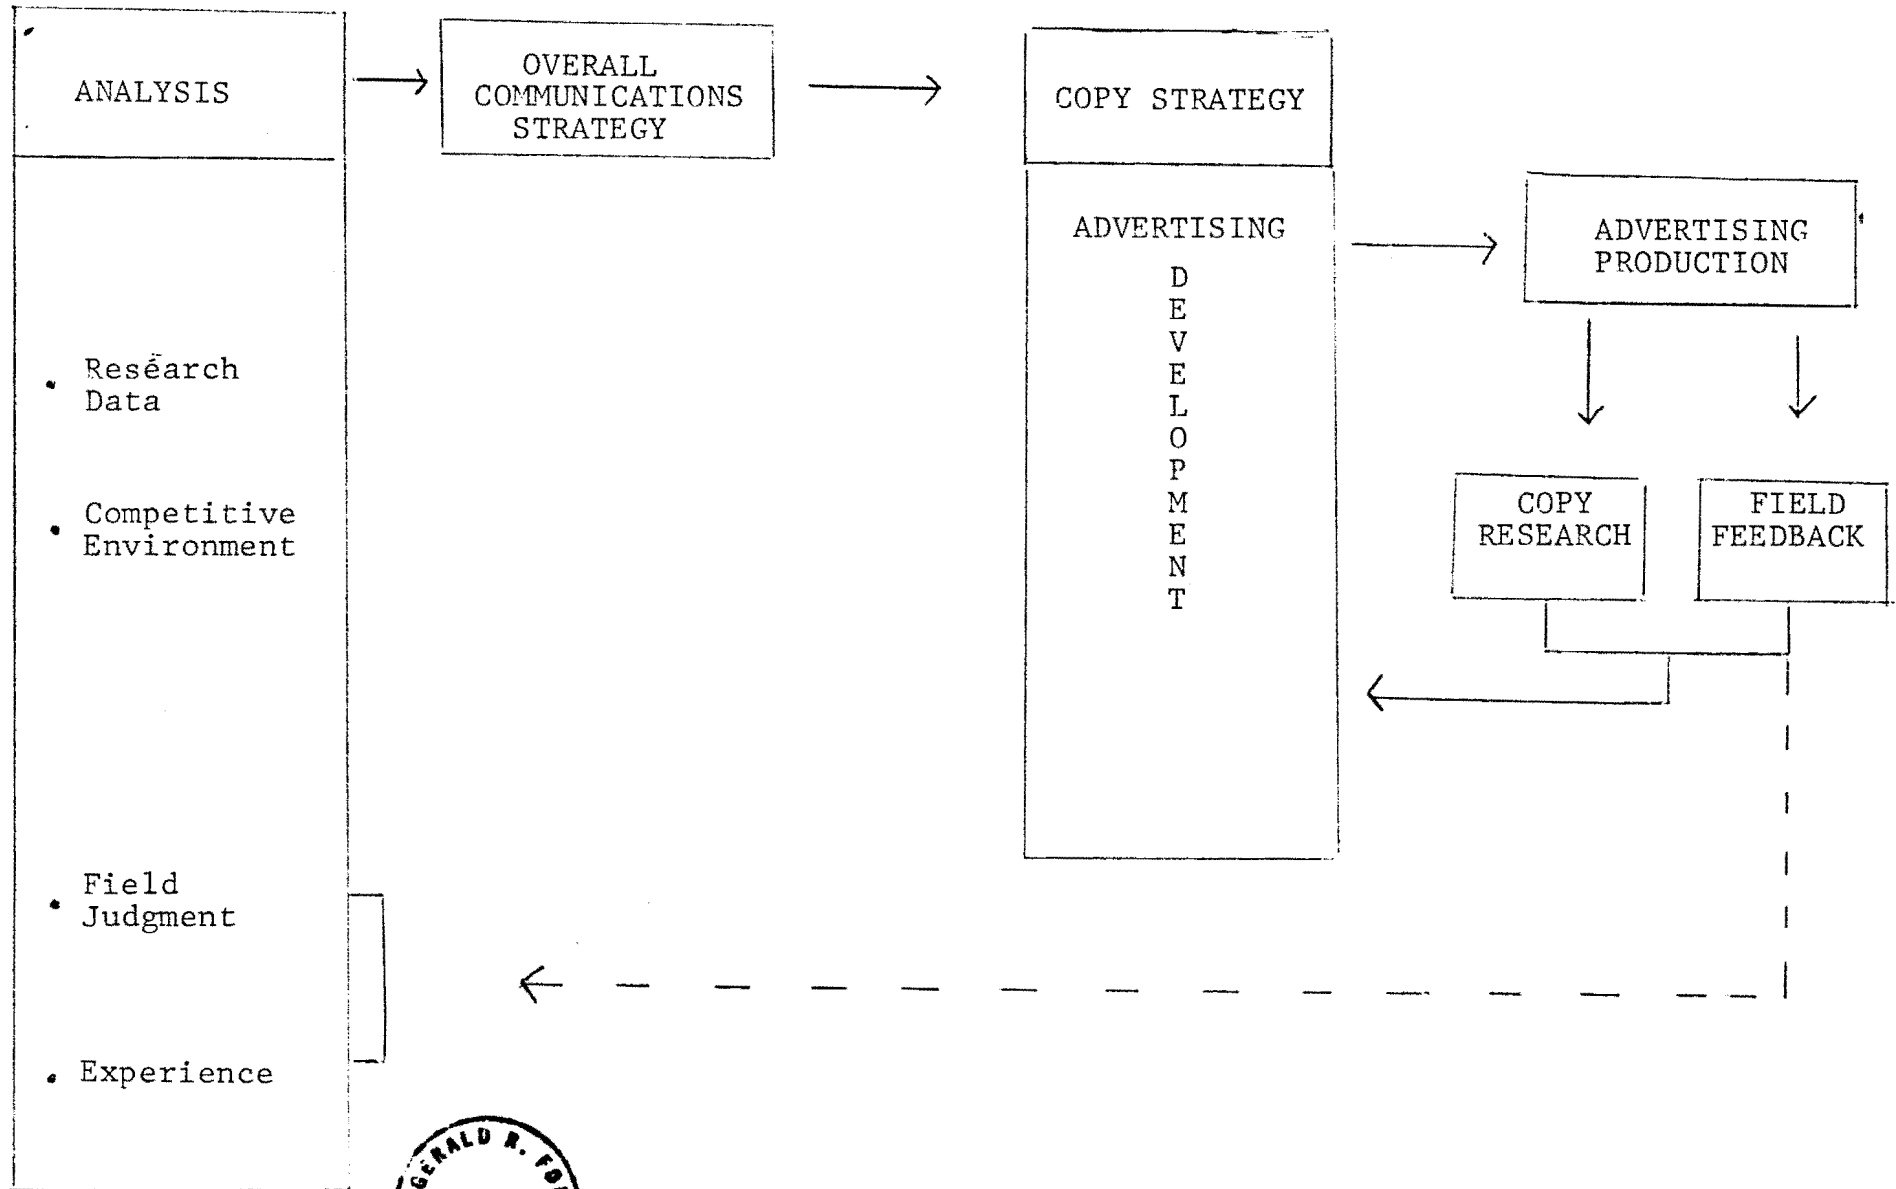 ANALYSIS
OVERALL
COMMUNICATIONS
STRATEGY
COPY STRATEGY
ADVERTISING
D
E
V
E
L
O
P
M
E
N
T
ADVERTISING
PRODUCTION
COPY
RESEARCH
FIELD
FEEDBACK
• Research
Data
• Competitive
Environment
• Field
Judgment
• Experience
GERALD R.